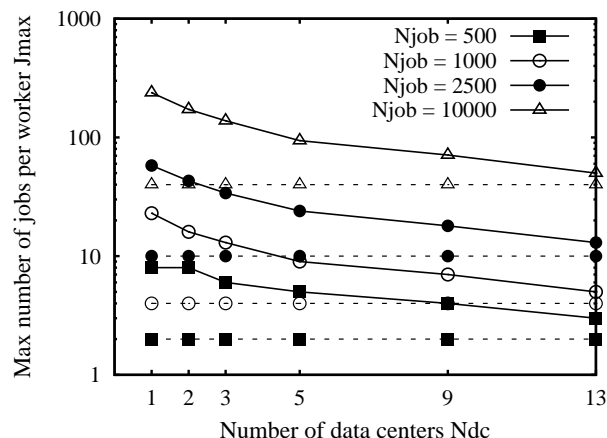 Max number of jobs per worker Jmax
1000
100
10
1
Njob = 500
Njob = 1000
Njob = 2500
Njob = 10000
1 2 3 5 9 13
Number of data centers Ndc